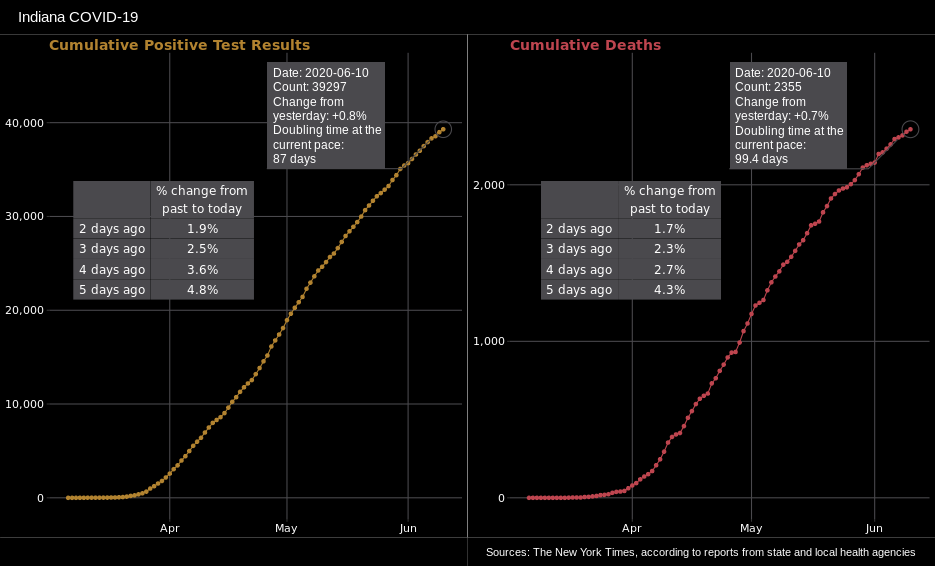 Indiana COVID-19
Cumulative Positive Test Results
Date: 2020-06-10
Count: 39297
Change from
yesterday: +0.8%
Doubling time at the
current pace:
87 days
% change from
past to today
2 days ago 1.9%
3 days ago 2.5%
4 days ago 3.6%
5 days ago 4.8%
40,000
30,000
20,000
10,000
0
Apr May Jun
Cumulative Deaths
Date: 2020-06-10
Count: 2355
Change from
yesterday: +0.7%
Doubling time at the
current pace:
99.4 days
% change from
past to today
2 days ago 1.7%
3 days ago 2.3%
4 days ago 2.7%
5 days ago 4.3%
2,000
1,000
0
Apr May Jun
Sources: The New York Times, according to reports from state and local health agencies